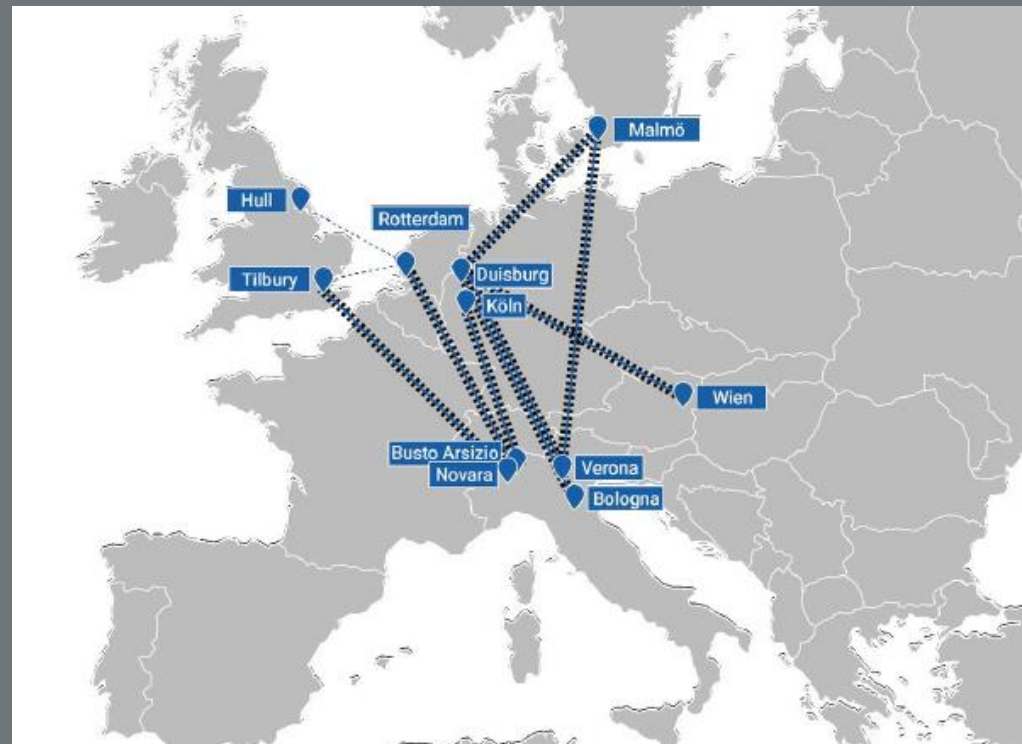 Malmö
Hull
Rotterdam
Tilbury
Duisburg
Köln
Wien
Busto Arsizio
Verona
Novara
Bologna